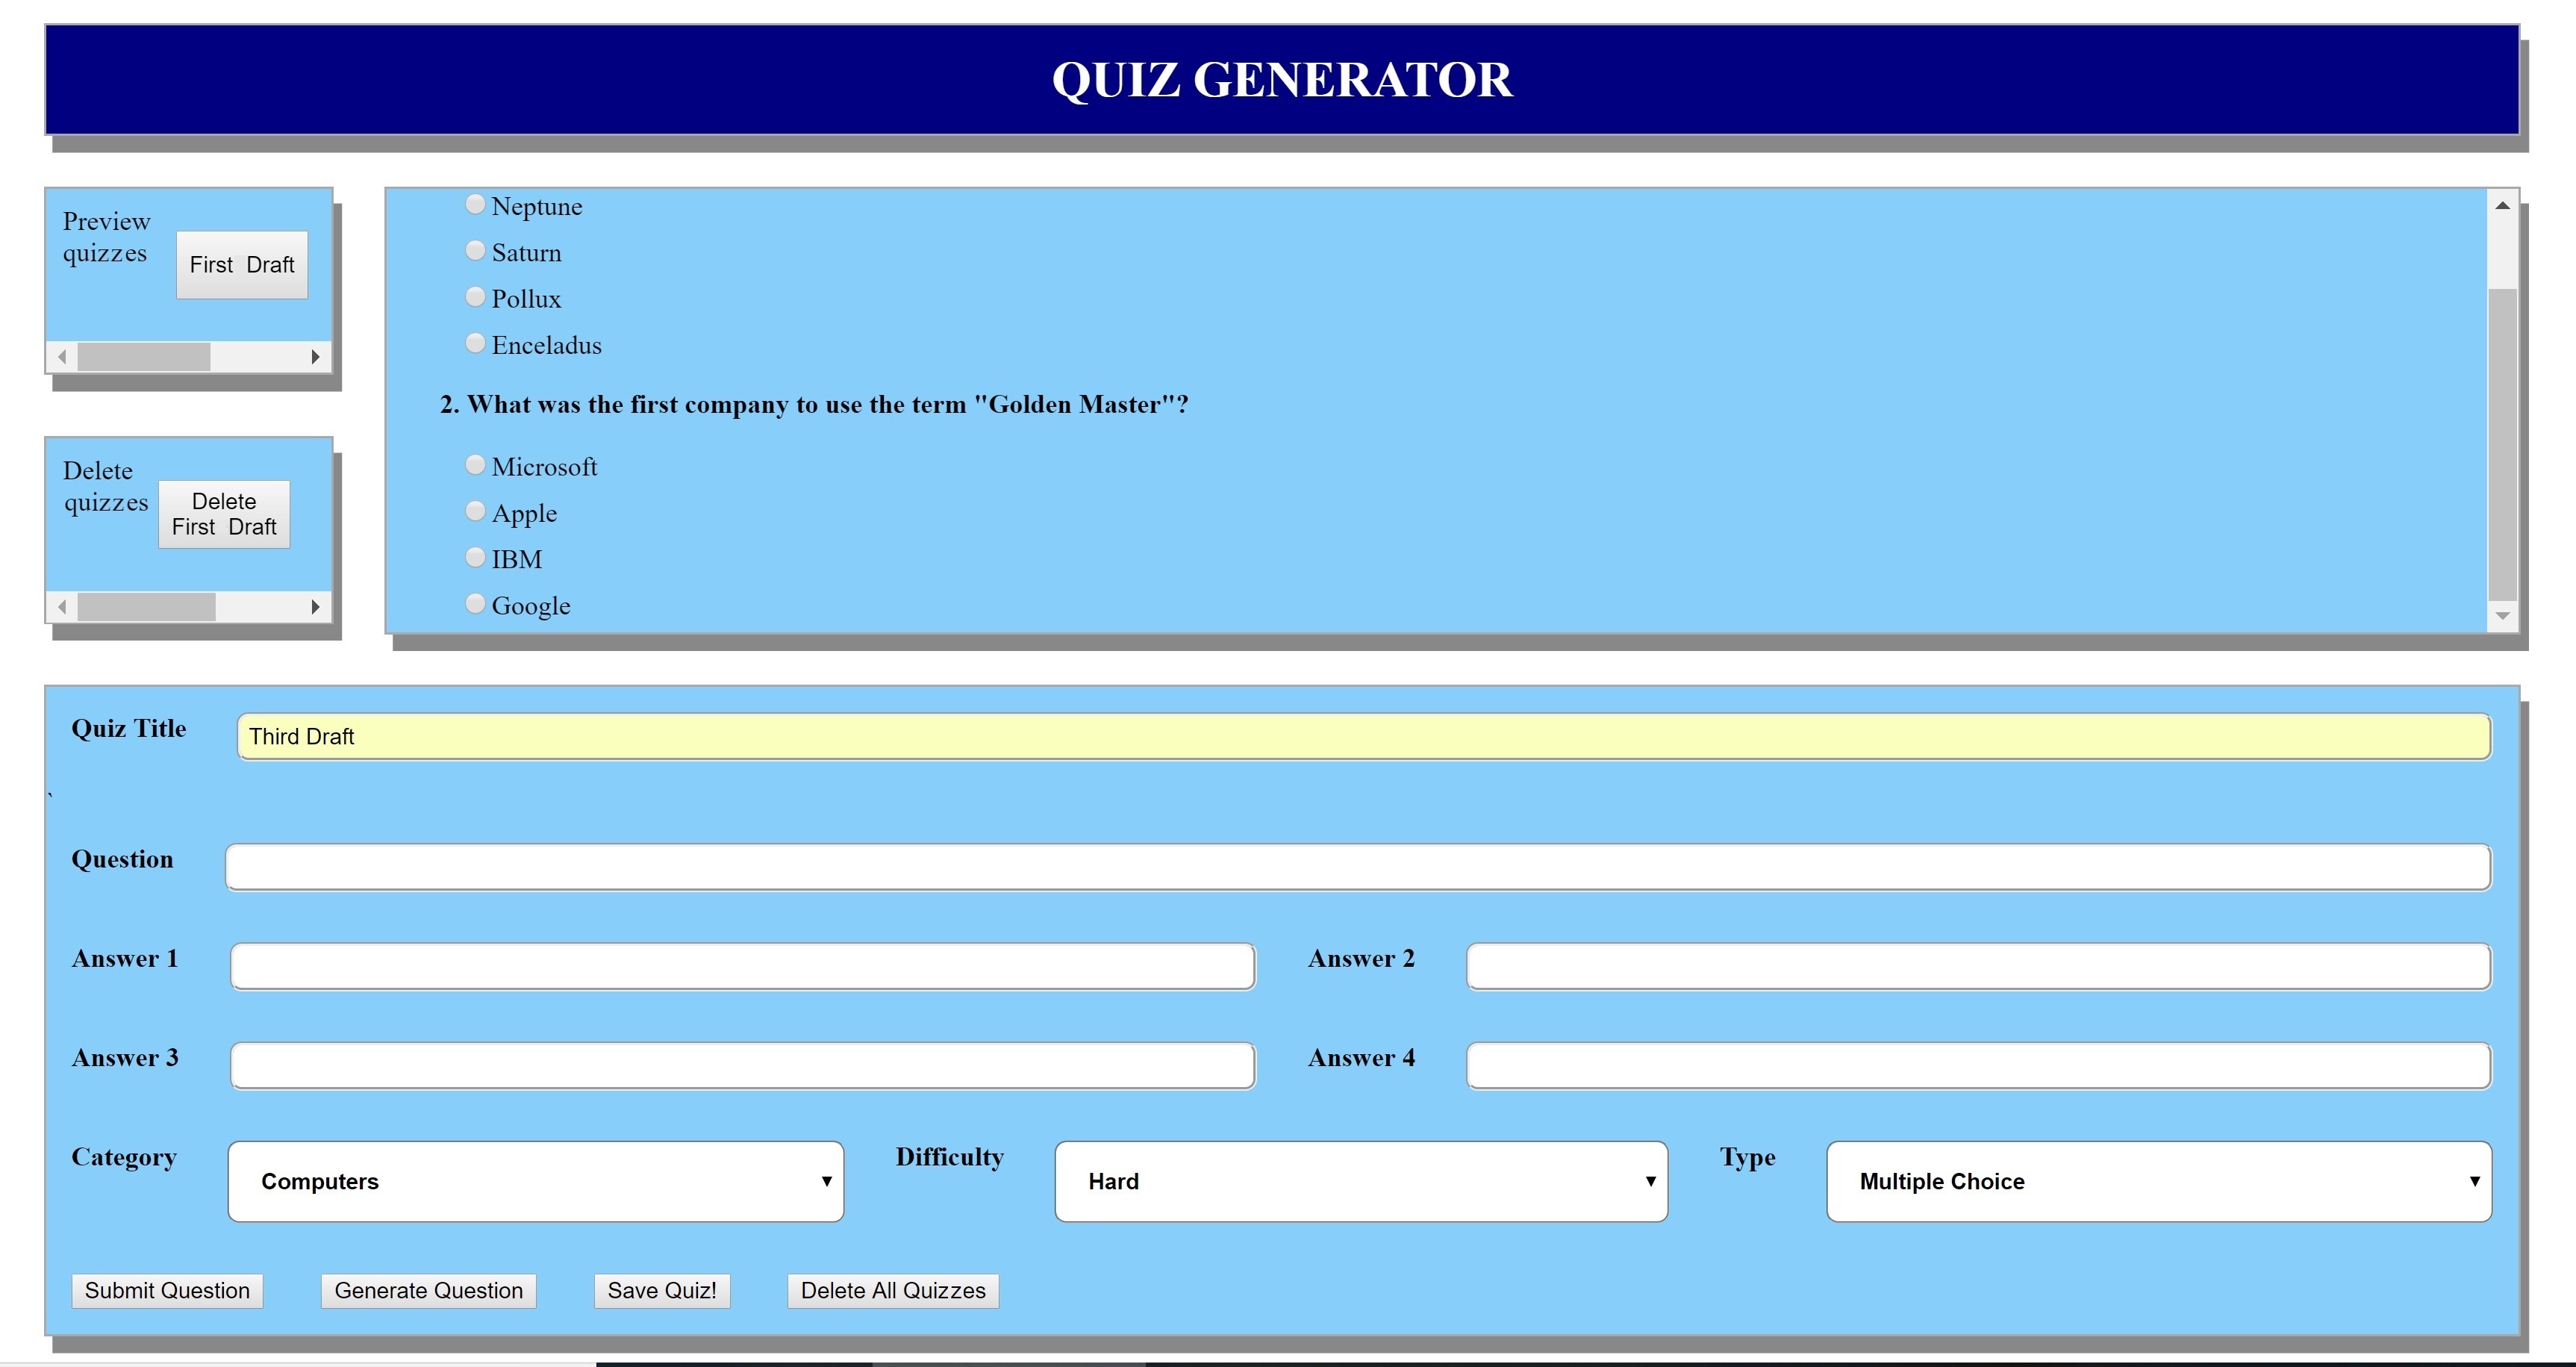 QUIZ GENERATOR
Preview
quizzes
First Draft
Delete
quizzes
Delete
First Draft
Neptune
Saturn
Pollux
Enceladus
2. What was the first company to use the term "Golden Master"?
Microsoft
Apple
IBM
Google
Quiz Title
Third Draft
`
Question
Answer 1
Answer 2
Answer 3
Answer 4
Category
Computers
Difficulty
Hard
Type
Multiple Choice
Submit Question
Generate Question
Save Quiz!
Delete All Quizzes